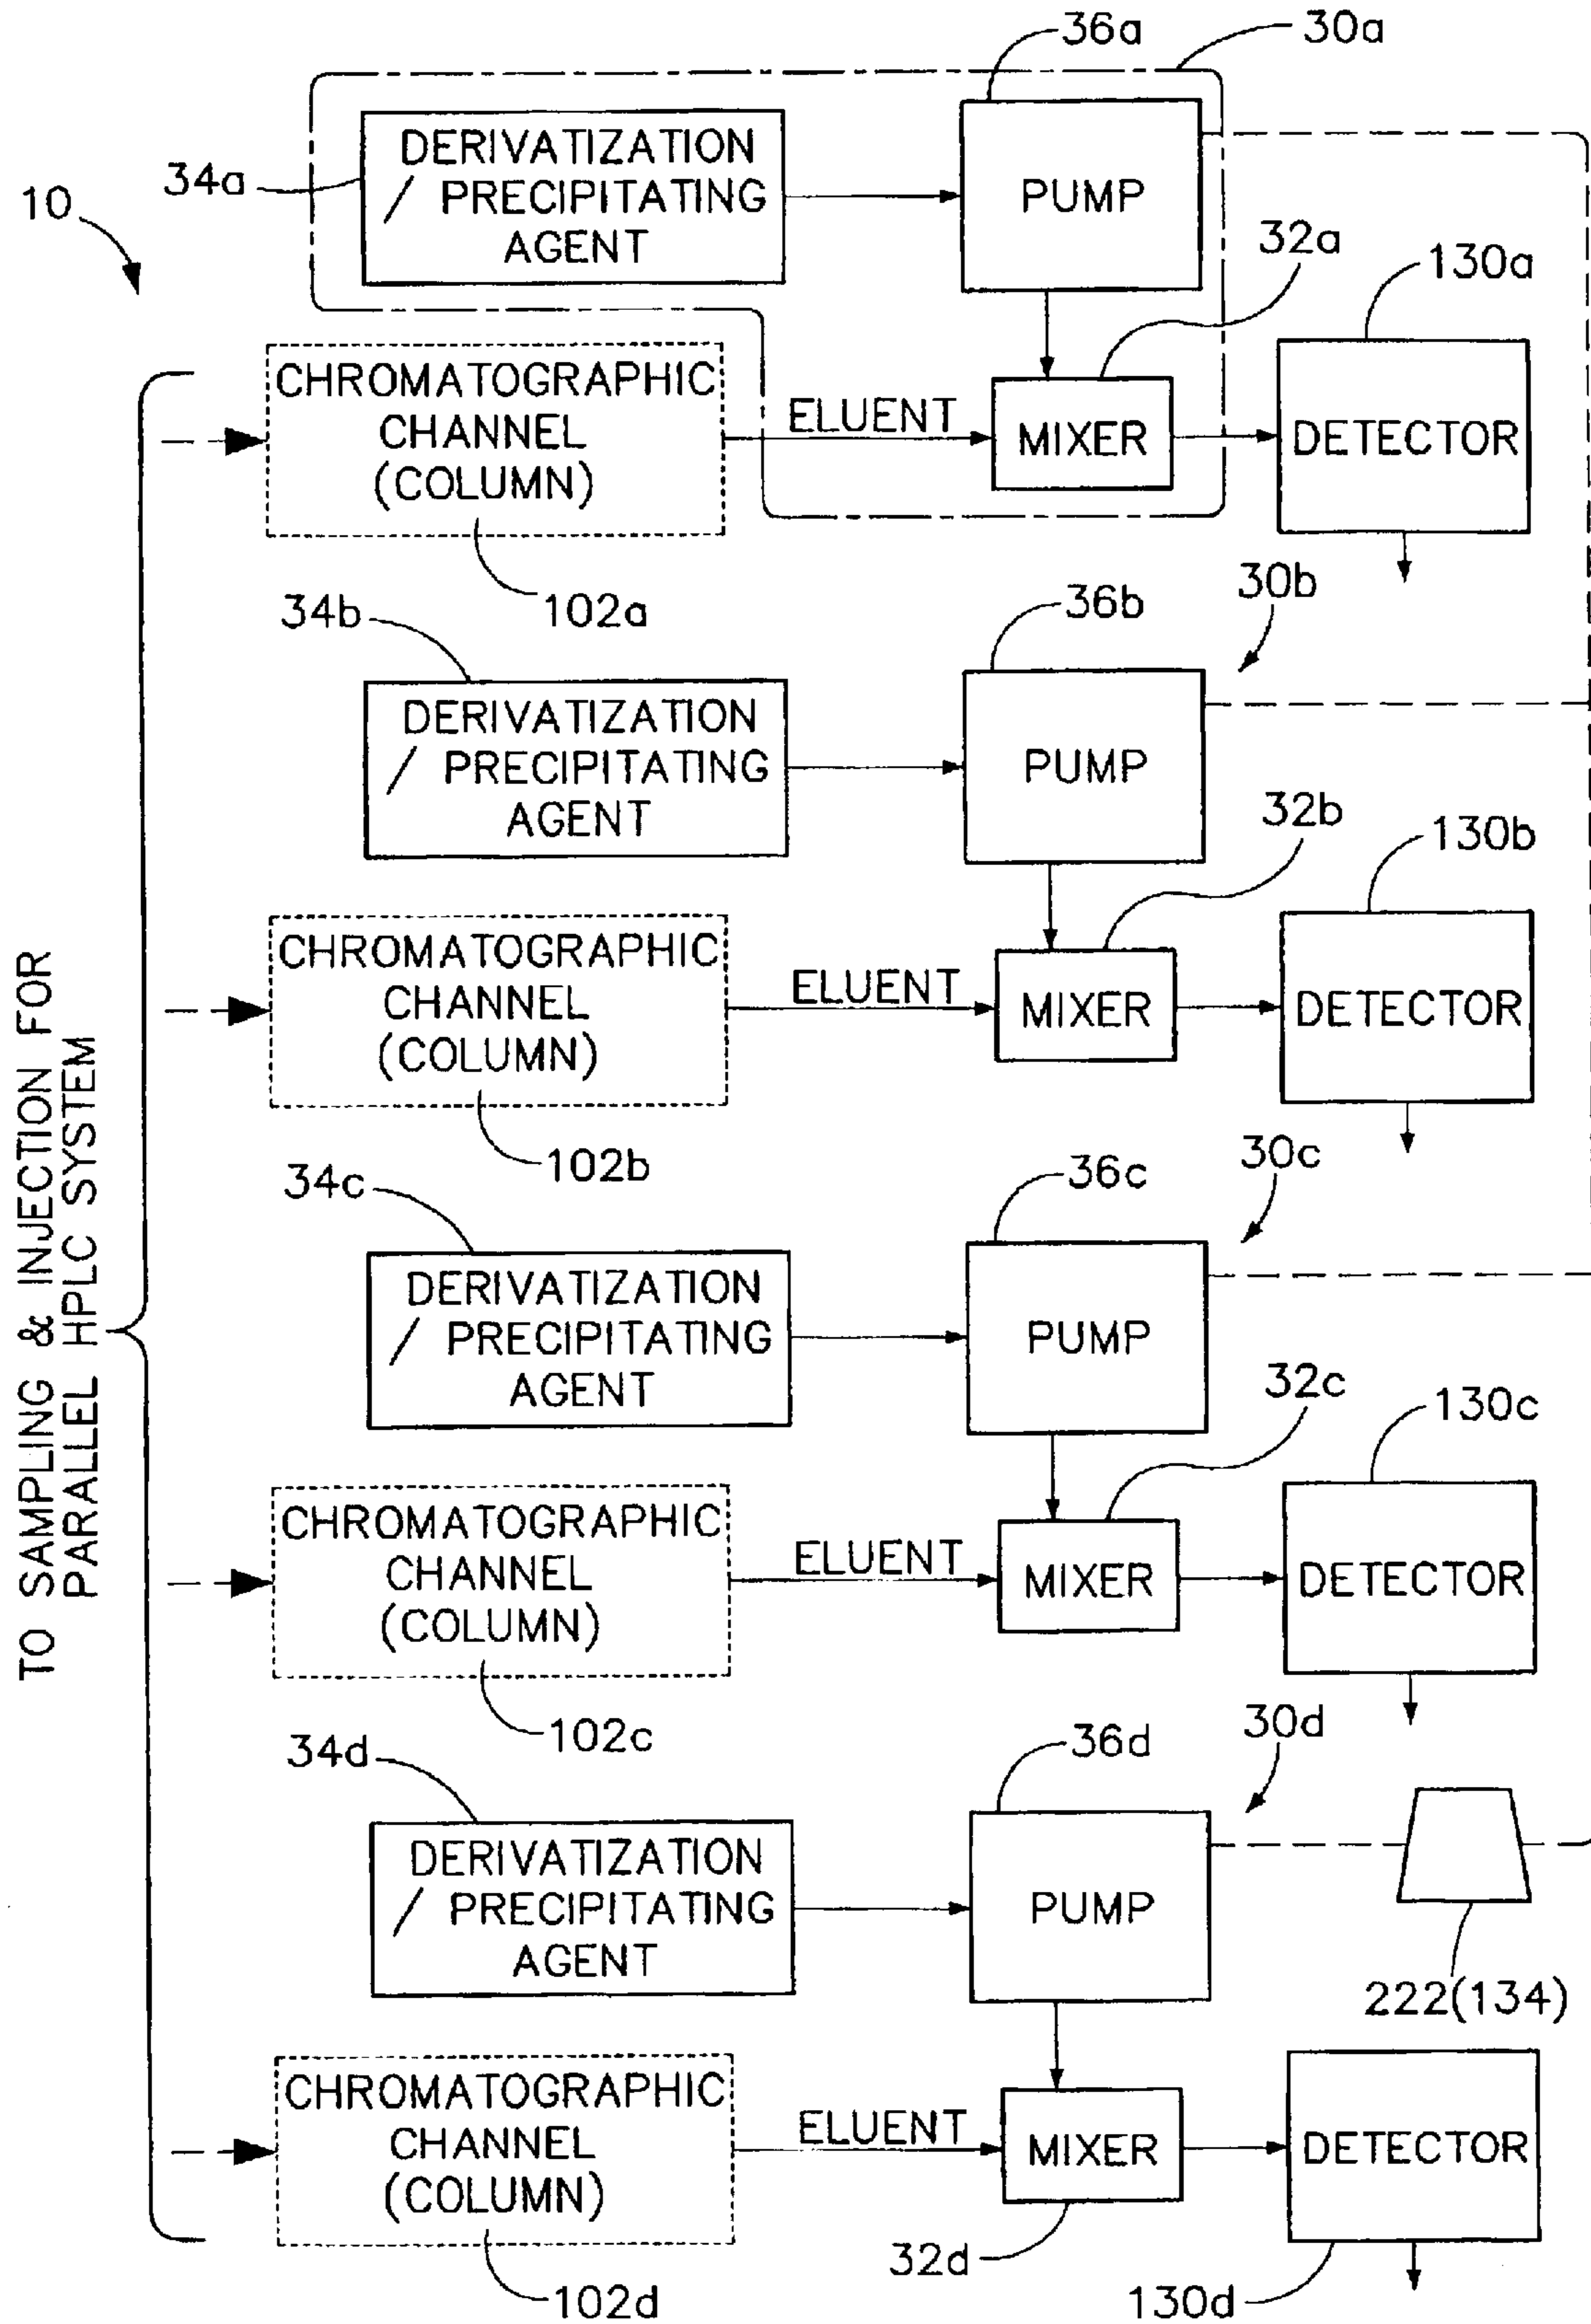 36a
30a
DERIVATIZATION
/ PRECIPITATING
AGENT
34a
PUMP
10
32a
130a
CHROMATOGRAPHIC
CHANNEL
(COLUMN)
ELUENT
MIXER
DETECTOR
102a
34b
36b
30b
DERIVATIZATION
/ PRECIPITATING
AGENT
PUMP
32b
130b
CHROMATOGRAPHIC
CHANNEL
(COLUMN)
ELUENT
MIXER
DETECTOR
102b
TO SAMPLING & INJECTION FOR
PARALLEL HPLC SYSTEM
34c
36c
30c
DERIVATIZATION
/ PRECIPITATING
AGENT
PUMP
32c
130c
CHROMATOGRAPHIC
CHANNEL
(COLUMN)
ELUENT
MIXER
DETECTOR
102c
34d
36d
30d
DERIVATIZATION
/ PRECIPITATING
AGENT
PUMP
222(134)
CHROMATOGRAPHIC
CHANNEL
(COLUMN)
ELUENT
MIXER
DETECTOR
32d
102d
130d